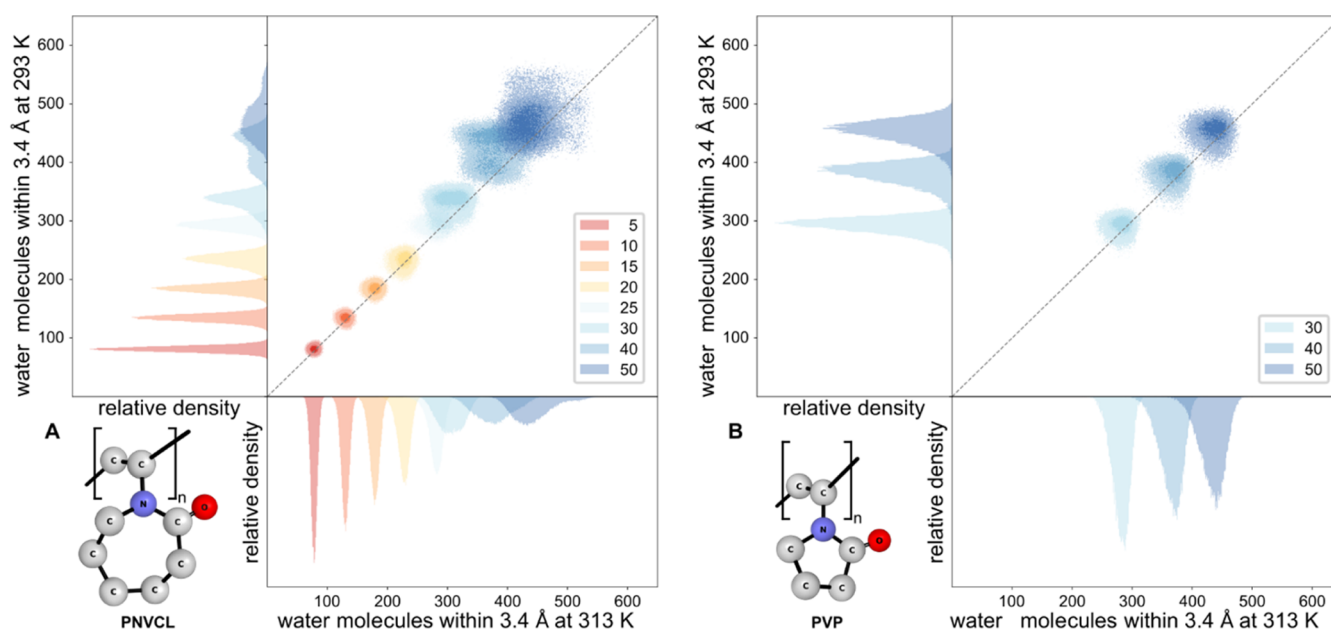 water molecules within 3.4 Å at 293 K
600
500
400
300
200
100
5
10
15
20
25
30
40
50
relative density
relative density
A
C
C
n
N
C
C
O
C
C
C
C
PNVCL
100
200
300
400
500
600
water molecules within 3.4 Å at 313 K
water molecules within 3.4 Å at 293 K
600
500
400
300
200
100
30
40
50
relative density
relative density
B
C
C
n
N
C
C
O
C
C
PVP
100
200
300
400
500
600
water molecules within 3.4 Å at 313 K